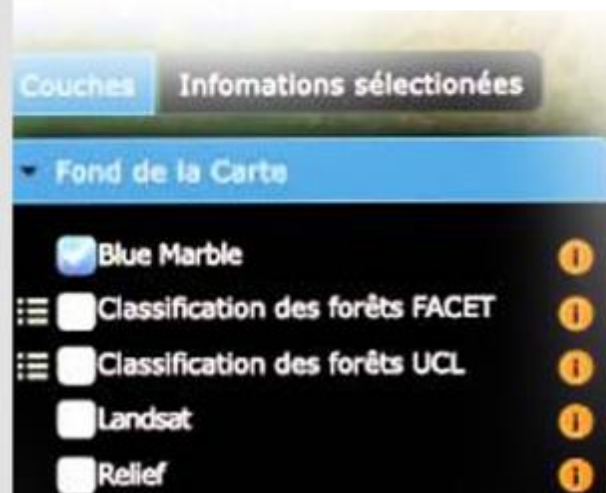 Couches Infomations sélectionées
Fond de la Carte
Blue Marble
Classification des forêts FACET
Classification des forêts UCL
Landsat
Relief